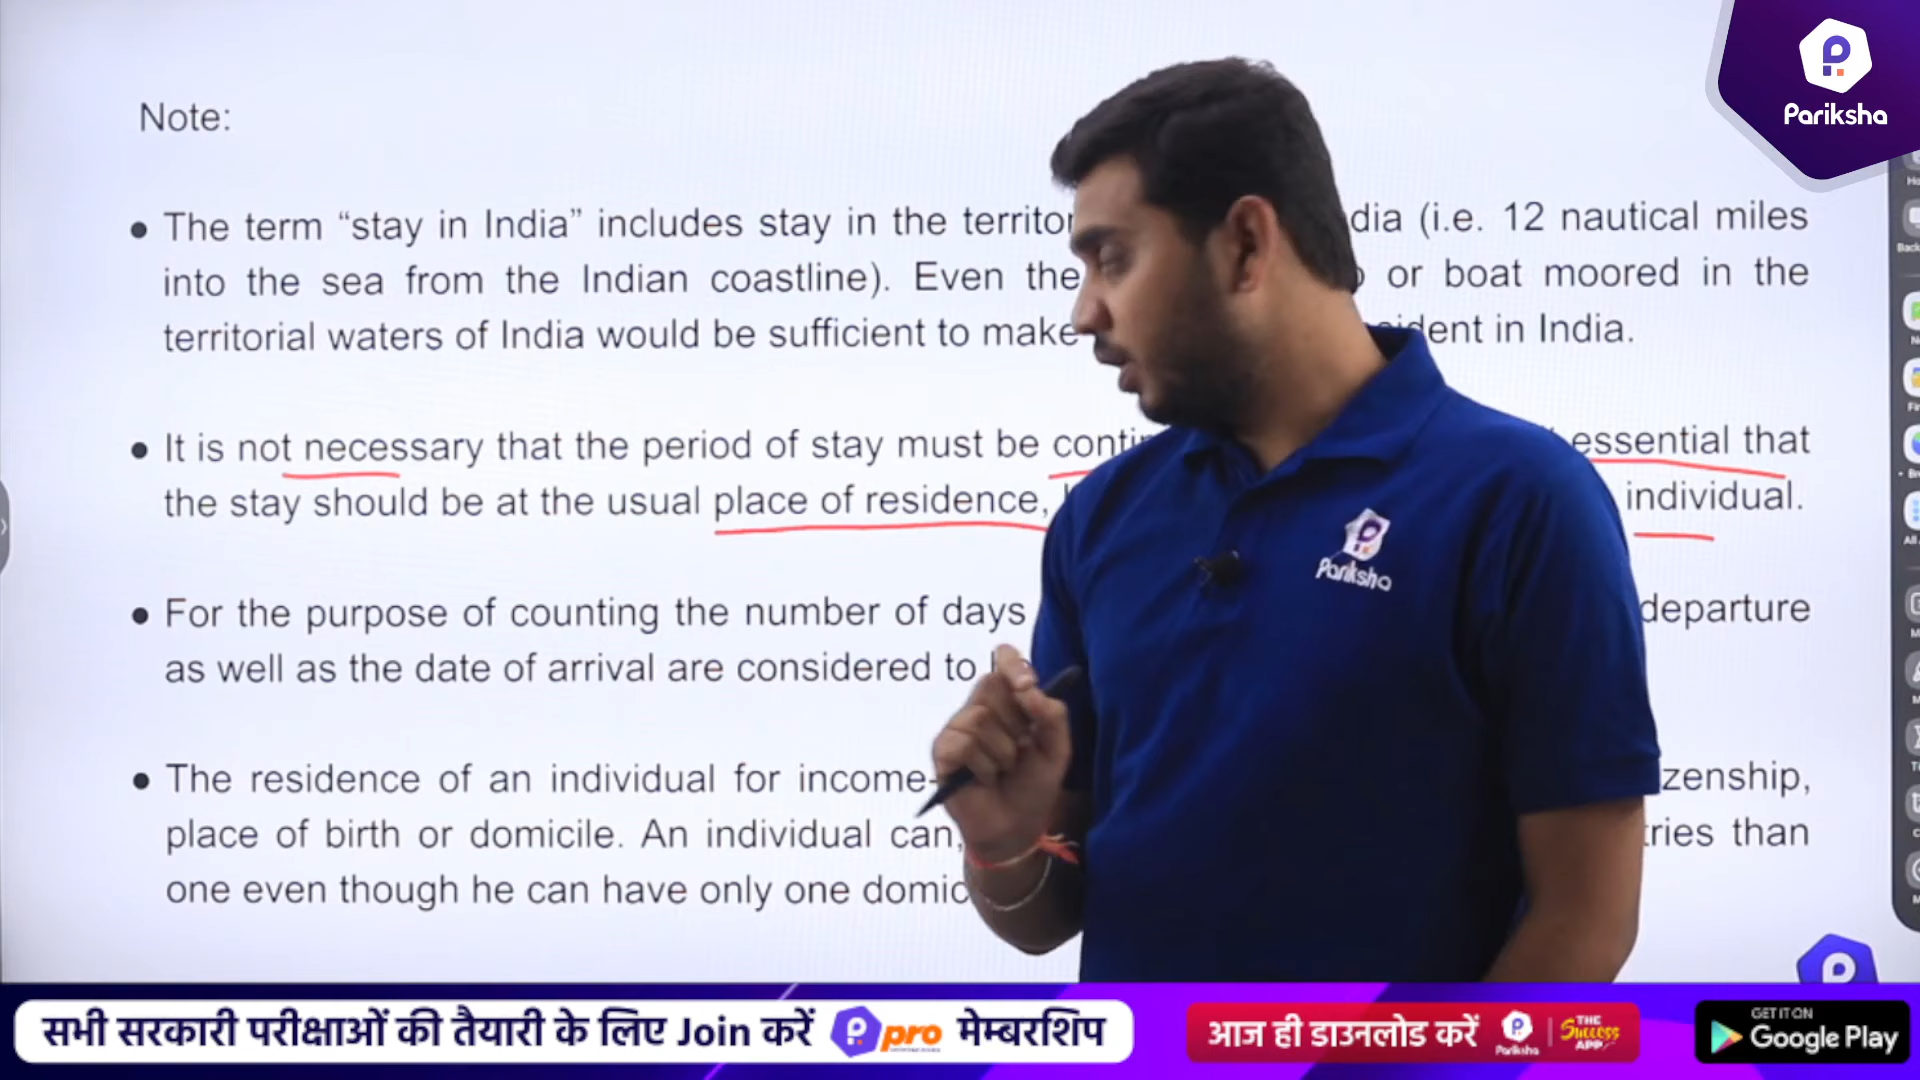 Pariksha
Note:
The term “stay in India” includes stay in the dia (i.e. 12 nautical miles
into the sea from the Indian coastline). Even the or boat moored in the
territorial waters of India would be sufficient to make in India.
It is not necessary that the period of stay must be essential that
the stay should be at the usual place of residence, individual.
For the purpose of counting the number of days departure
as well as the date of arrival are considered to
The residence of an individual for income-
place of birth or domicile. An individual can, than
one even though he can have only one
Pariksha
सभी सरकारी परीक्षाओं की तैयारी के लिए Join करें pro मेम्बरशिप
आज ही डाउनलोड करें Pariksha THE Success APP
GET IT ON
Google Play